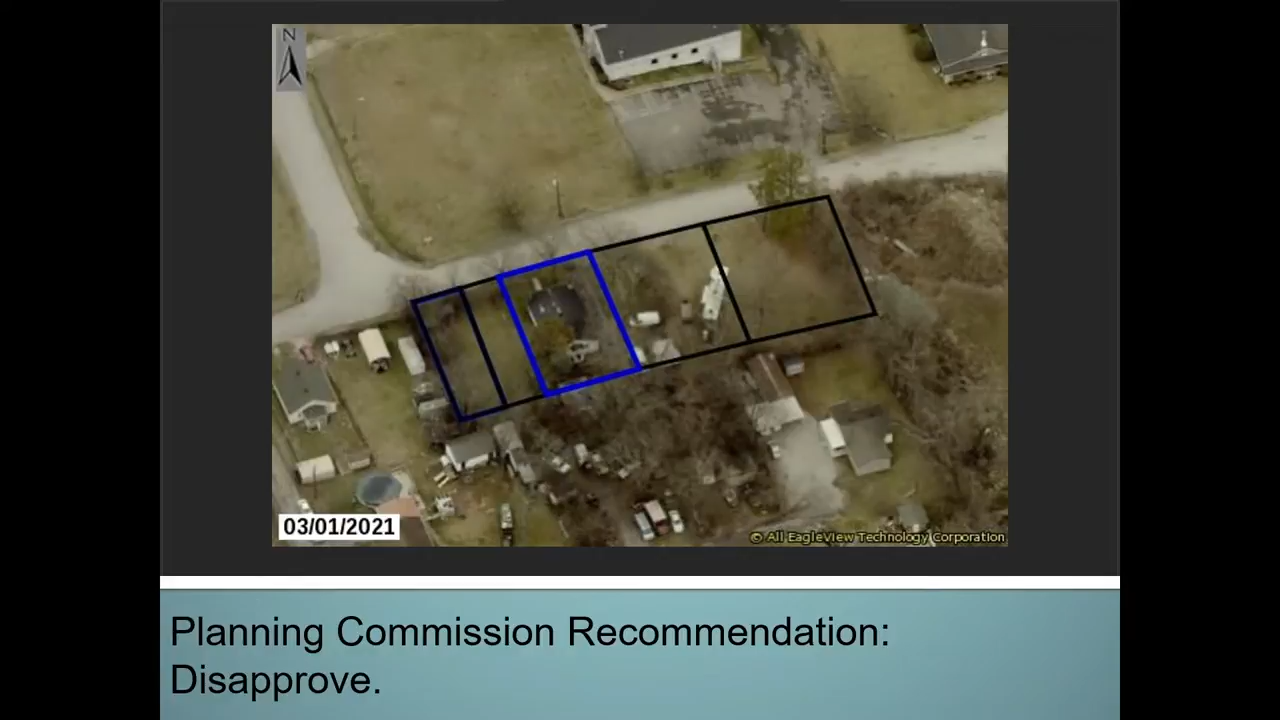 N
03/01/2021
© All EagleView Technology Corporation
Planning Commission Recommendation:
Disapprove.